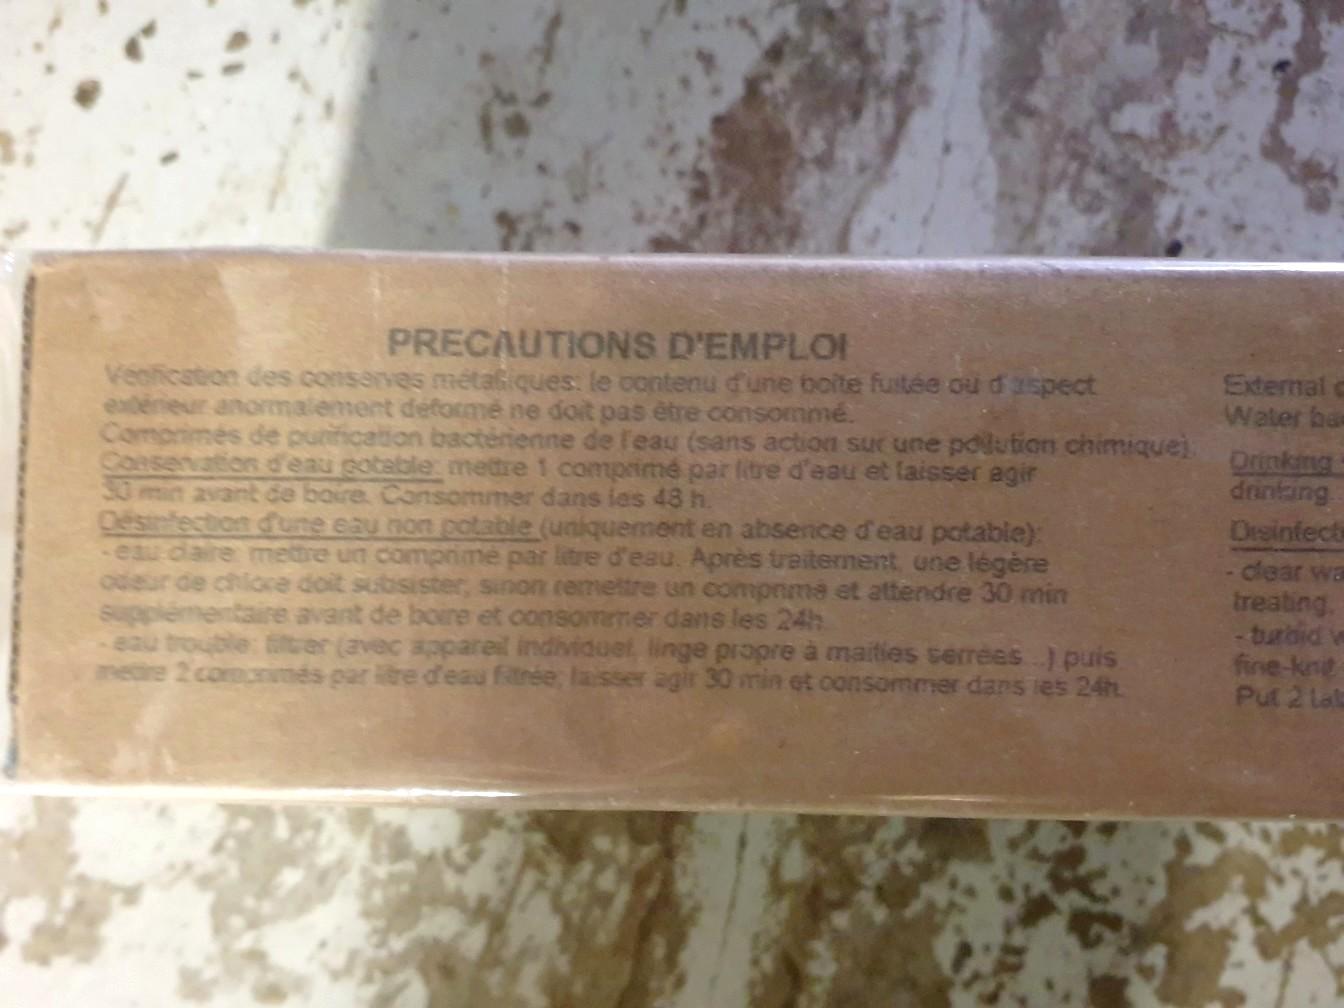 PRECAUTIONS D'EMPLOI
Vérification des conserves métalliques: le contenu d'une boîte fuitée ou d'aspect
extérieur anormalement déformé ne doit pas être consommé.
Comprimés de purification bactérienne de l'eau (sans action sur une pollution chimique).
Conservation d'eau potable: mettre 1 comprimé par litre d'eau et laisser agir
30 min avant de boire. Consommer dans les 48 h.
Désinfection d'une eau non potable (uniquement en absence d'eau potable):
- eau claire: mettre un comprimé par litre d'eau. Après traitement, une légère
odeur de chlore doit subsister, sinon remettre un comprimé et attendre 30 min
supplémentaire avant de boire et consommer dans les 24h.
- eau trouble: filtrer (avec appareil individuel, linge propre à mailles serrées...) puis
mettre 2 comprimés par litre d'eau filtrée; laisser agir 30 min et consommer dans les 24h.
External
Water ba
Drinking
drinking
Disinfect
- clear wa
treating
- turbid
fine-knit
Put 2 tab